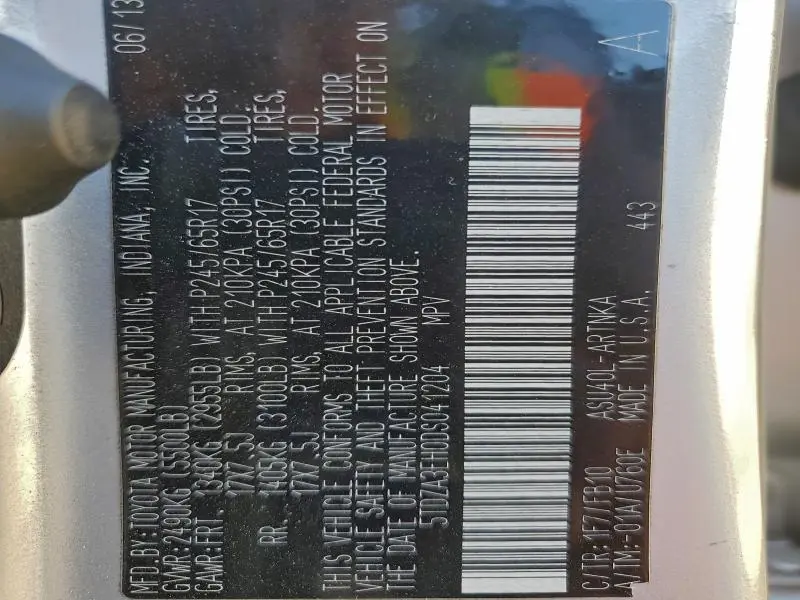 MFD.BY:TOYOTA MOTOR MANUFACTURING, INDIANA, INC. 06/13
GVWR:2490KG(5500LB)
GAWR:FRT. 1340KG (2955LB) WITH P245/65R17 TIRES,
17X7.5J RIMS, AT 210KPA (30PSI) COLD.
RR. 1405KG (3100LB) WITH P245/65R17 TIRES,
17X7.5J RIMS, AT 210KPA (30PSI) COLD.
THIS VEHICLE CONFORMS TO ALL APPLICABLE FEDERAL MOTOR
VEHICLE SAFETY AND THEFT PREVENTION STANDARDS IN EFFECT ON
THE DATE OF MANUFACTURE SHOWN ABOVE.
5TDZA3EH0DS041204 MPV
C/TR:1F7/FB10 ASU40L-ARTNKA 443 A
A/TM:-01A/U760E MADE IN U.S.A.